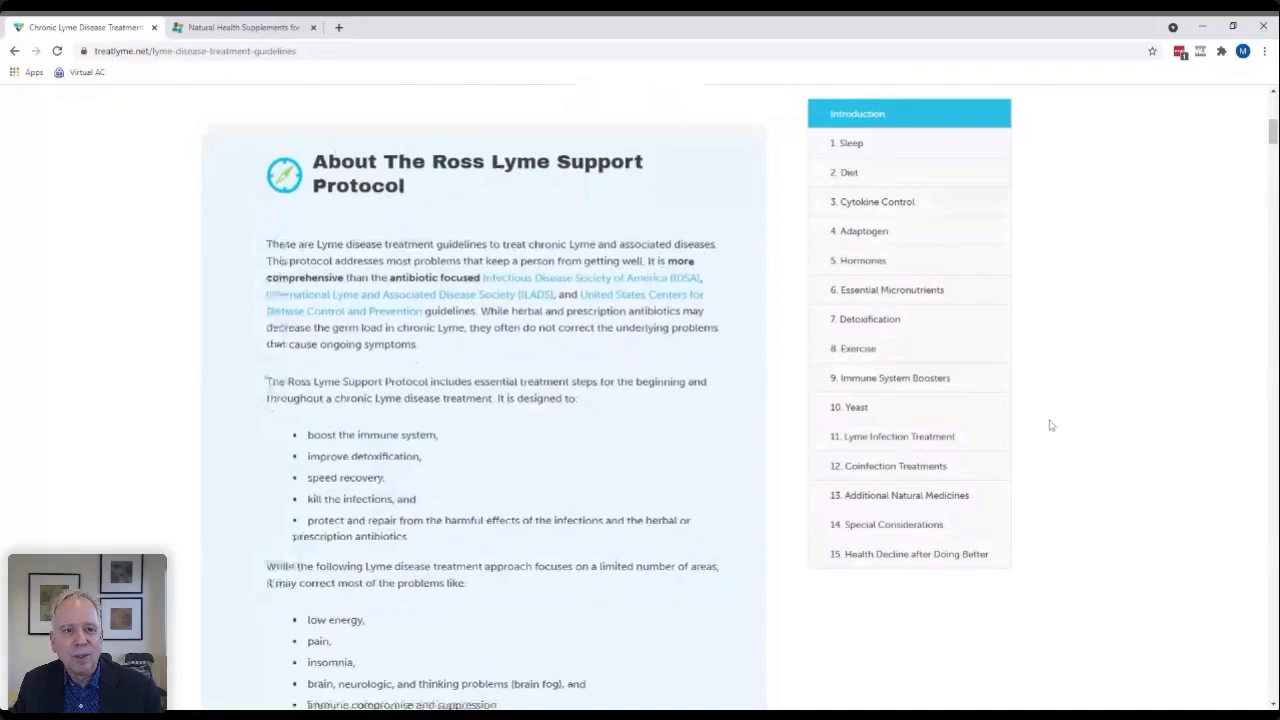 Chronic Lyme Disease Treatment
Natural Health Supplements for
treatlyme.net/lyme-disease-treatment-guidelines
Apps
Virtual AC
M
1
About The Ross Lyme Support
Protocol
These are Lyme disease treatment guidelines to treat chronic Lyme and associated diseases.
This protocol addresses most problems that keep a person from getting well. It is more
comprehensive than the antibiotic focused Infectious Disease Society of America (IDSA),
International Lyme and Associated Disease Society (ILADS), and United States Centers for
Disease Control and Prevention guidelines. While herbal and prescription antibiotics may
decrease the germ load in chronic Lyme, they often do not correct the underlying problems
that cause ongoing symptoms.
The Ross Lyme Support Protocol includes essential treatment steps for the beginning and
throughout a chronic Lyme disease treatment. It is designed to:
• boost the immune system,
• improve detoxification,
• speed recovery,
• kill the infections, and
• protect and repair from the harmful effects of the infections and the herbal or
prescription antibiotics
While the following Lyme disease treatment approach focuses on a limited number of areas,
it may correct most of the problems like:
• low energy,
• pain,
• insomnia,
• brain, neurologic, and thinking problems (brain fog), and
• immune compromise and suppression
Introduction
1. Sleep
2. Diet
3. Cytokine Control
4. Adaptogen
5. Hormones
6. Essential Micronutrients
7. Detoxification
8. Exercise
9. Immune System Boosters
10. Yeast
11. Lyme Infection Treatment
12. Coinfection Treatments
13. Additional Natural Medicines
14. Special Considerations
15. Health Decline after Doing Better